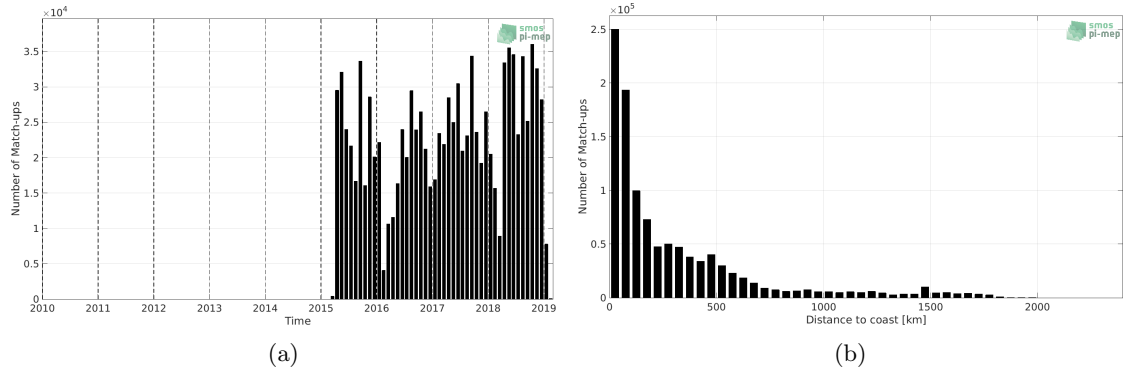 ×10⁴
smos
pi-mep
3.5
3
2.5
2
1.5
1
0.5
0
Number of Match-ups
2010 2011 2012 2013 2014 2015 2016 2017 2018 2019
Time
(a)
×10⁵
smos
pi-mep
2.5
2
1.5
1
0.5
0
Number of Match-ups
0 500 1000 1500 2000
Distance to coast [km]
(b)